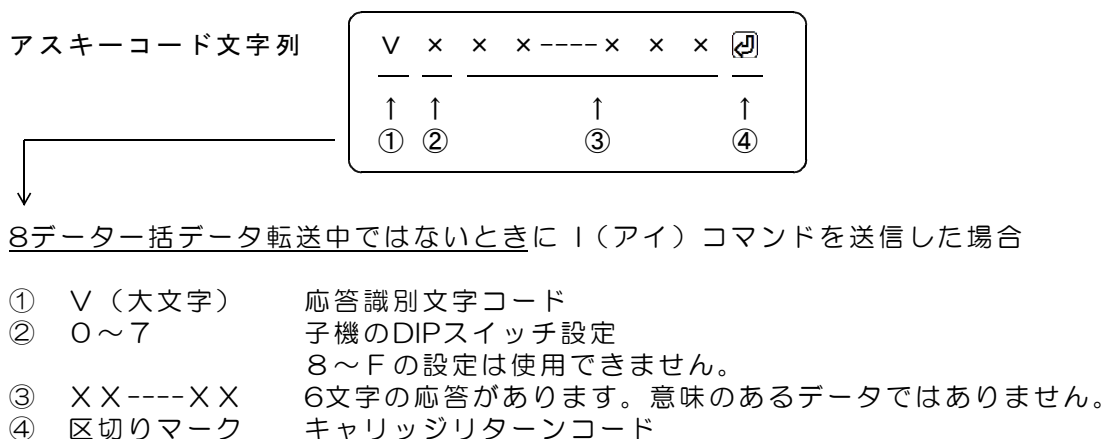 アスキーコード文字列
V × × ×----× × × ⏎
↑ ↑ ↑ ↑
① ② ③ ④
8データ一括データ転送中ではないときに I(アイ)コマンドを送信した場合
① V(大文字) 応答識別文字コード
② 0~7 子機のDIPスイッチ設定
8~Fの設定は使用できません。
③ XX----XX 6文字の応答があります。意味のあるデータではありません。
④ 区切りマーク キャリッジリターンコード